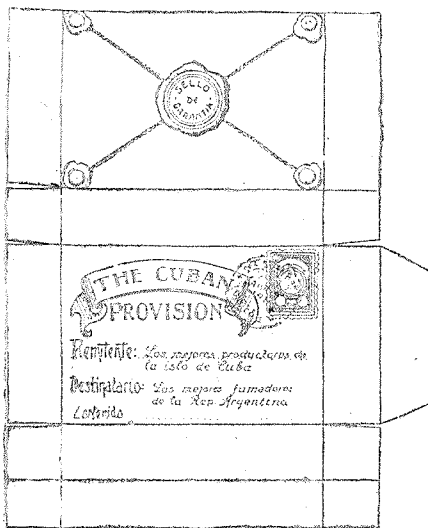 SELLO
DE
GARANTIA
THE CUBAN
PROVISION
Remitente: Los mejores productores de
la isla de Cuba
Destinatario: Los mejores fumadores
de la Rep. Argentina
Contenido